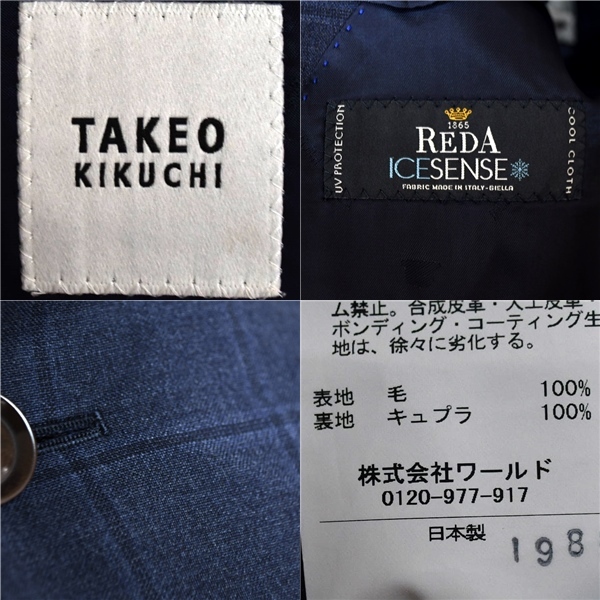 TAKEO
KIKUCHI
UV PROTECTION
1865
REDA
ICESENSE
FABRIC MADE IN ITALY-BIELLA
COOL CLOTH
ム禁止。合成皮革・人工皮革・
ボンディング・コーティング生
地は、徐々に劣化する。
表地 毛 100%
裏地 キュプラ 100%
株式会社ワールド
0120-977-917
日本製
198